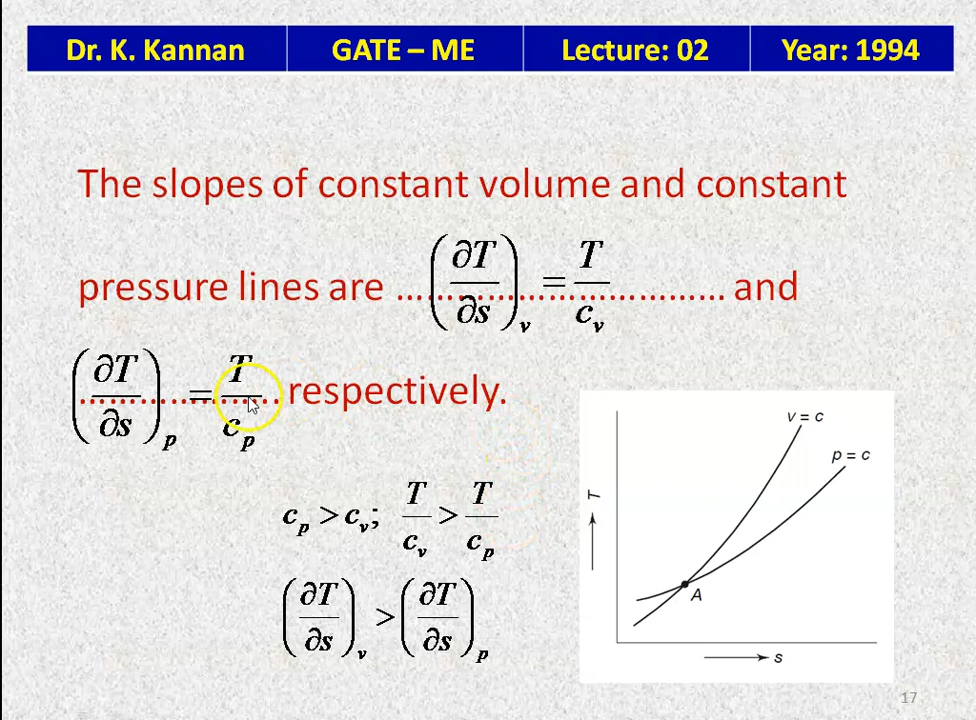 Dr. K. Kannan GATE – ME Lecture: 02 Year: 1994
The slopes of constant volume and constant
pressure lines are .................................. (∂T/∂s)_v = T/c_v and
(∂T/∂s)_p = T/c_p ..................... respectively.
c_p > c_v; T/c_v > T/c_p
(∂T/∂s)_v > (∂T/∂s)_p
v = c
p = c
T
A
s
17